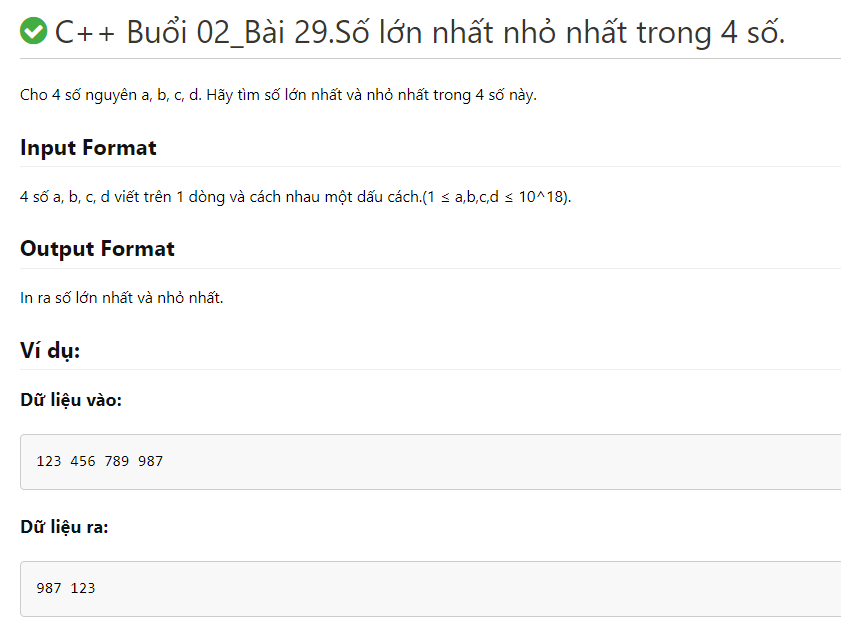 C++ Buổi 02_Bài 29.Số lớn nhất nhỏ nhất trong 4 số.
Cho 4 số nguyên a, b, c, d. Hãy tìm số lớn nhất và nhỏ nhất trong 4 số này.
Input Format
4 số a, b, c, d viết trên 1 dòng và cách nhau một dấu cách.(1 ≤ a,b,c,d ≤ 10^18).
Output Format
In ra số lớn nhất và nhỏ nhất.
Ví dụ:
Dữ liệu vào:
123 456 789 987
Dữ liệu ra:
987 123